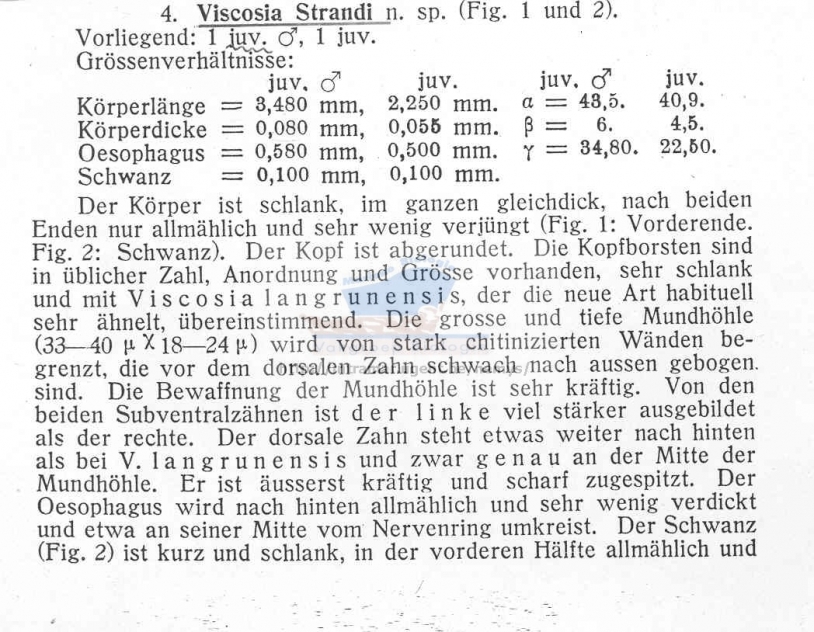 4. Viscosia Strandi n. sp. (Fig. 1 und 2).
Vorliegend: 1 juv. ♂, 1 juv.
Grössenverhältnisse:
juv. ♂ juv. juv. ♂ juv.
Körperlänge = 3,480 mm, 2,250 mm. α = 43,5. 40,9.
Körperdicke = 0,080 mm, 0,055 mm. β = 6. 4,5.
Oesophagus = 0,580 mm, 0,500 mm. γ = 34,80. 22,50.
Schwanz = 0,100 mm, 0,100 mm.
Der Körper ist schlank, im ganzen gleichdick, nach beiden
Enden nur allmählich und sehr wenig verjüngt (Fig. 1: Vorderende.
Fig. 2: Schwanz). Der Kopf ist abgerundet. Die Kopfborsten sind
in üblicher Zahl, Anordnung und Grösse vorhanden, sehr schlank
und mit Viscosia langrunensis, der die neue Art habituell
sehr ähnelt, übereinstimmend. Die grosse und tiefe Mundhöhle
(33—40 μ X 18—24 μ) wird von stark chitinizierten Wänden be-
grenzt, die vor dem dorsalen Zahn schwach nach aussen gebogen.
sind. Die Bewaffnung der Mundhöhle ist sehr kräftig. Von den
beiden Subventralzähnen ist der linke viel stärker ausgebildet
als der rechte. Der dorsale Zahn steht etwas weiter nach hinten
als bei V. langrunensis und zwar genau an der Mitte der
Mundhöhle. Er ist äusserst kräftig und scharf zugespitzt. Der
Oesophagus wird nach hinten allmählich und sehr wenig verdickt
und etwa an seiner Mitte vom Nervenring umkreist. Der Schwanz
(Fig. 2) ist kurz und schlank, in der vorderen Hälfte allmählich und